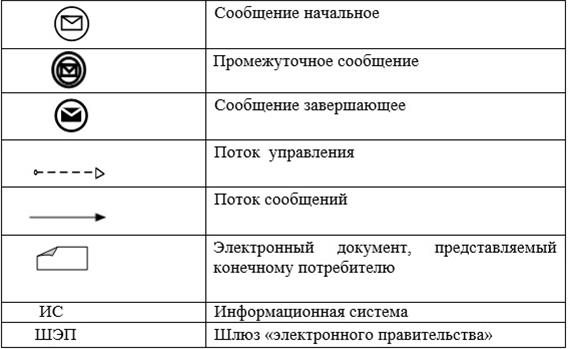 Сообщение начальное
Промежуточное сообщение
Сообщение завершающее
Поток управления
Поток сообщений
Электронный документ, представляемый
конечному потребителю
ИС Информационная система
ШЭП Шлюз «электронного правительства»